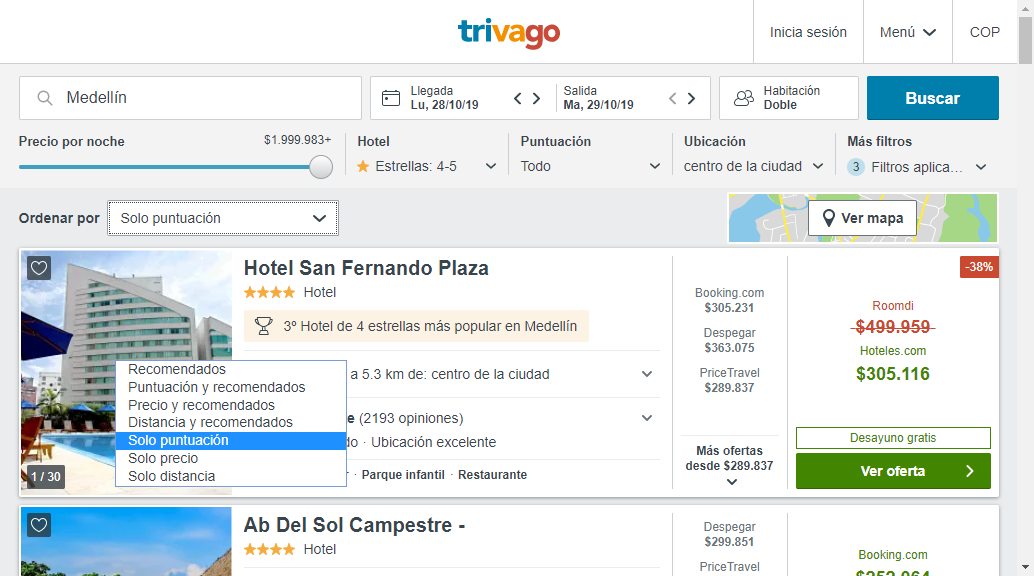 trivago
Inicia sesión
Menú
COP
Medellín
Llegada
Lu, 28/10/19
Salida
Ma, 29/10/19
Habitación
Doble
Buscar
Precio por noche
$1.999.983+
Hotel
Estrellas: 4-5
Puntuación
Todo
Ubicación
centro de la ciudad
Más filtros
3 Filtros aplica...
Ordenar por
Solo puntuación
Ver mapa
Hotel San Fernando Plaza
Hotel
3º Hotel de 4 estrellas más popular en Medellín
a 5.3 km de: centro de la ciudad
(2193 opiniones)
· Ubicación excelente
· Parque infantil · Restaurante
1 / 30
Recomendados
Puntuación y recomendados
Precio y recomendados
Distancia y recomendados
Solo puntuación
Solo precio
Solo distancia
Booking.com
$305.231
Despegar
$363.075
PriceTravel
$289.837
Más ofertas
desde $289.837
-38%
Roomdi
$499.959
Hoteles.com
$305.116
Desayuno gratis
Ver oferta
Ab Del Sol Campestre -
Hotel
Despegar
$299.851
PriceTravel
Booking.com
$252.064